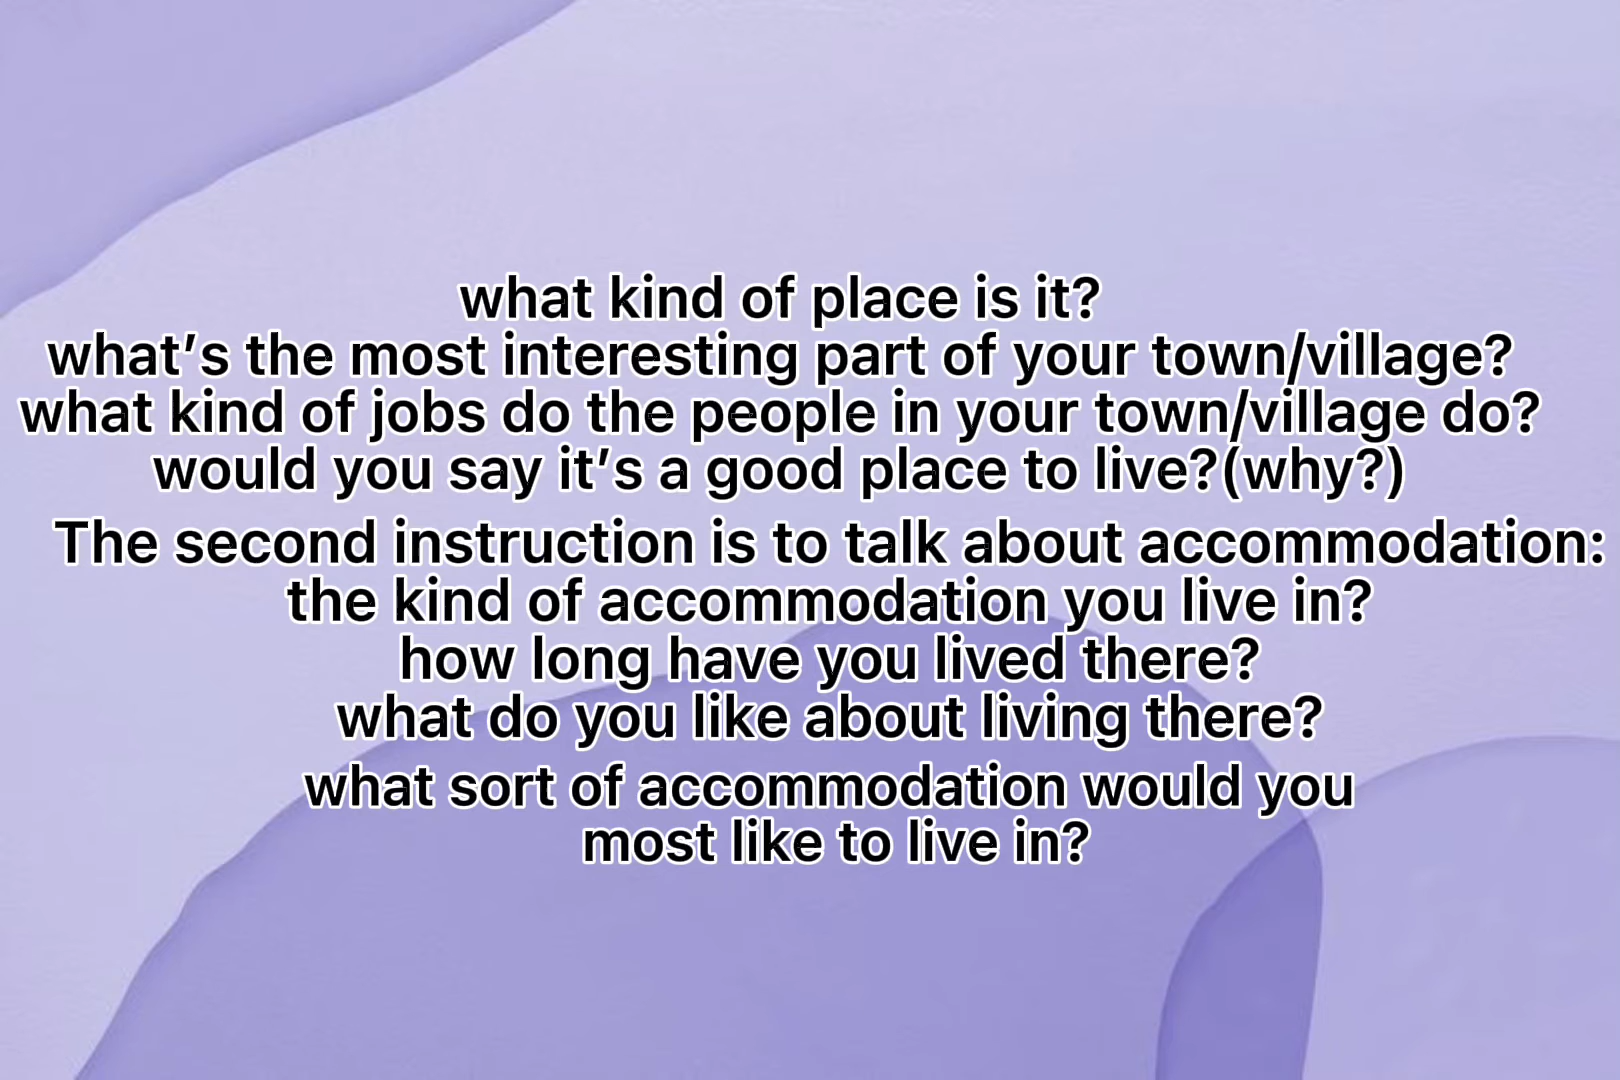 what kind of place is it?
what’s the most interesting part of your town/village?
what kind of jobs do the people in your town/village do?
would you say it’s a good place to live?(why?)
The second instruction is to talk about accommodation:
the kind of accommodation you live in?
how long have you lived there?
what do you like about living there?
what sort of accommodation would you
most like to live in?